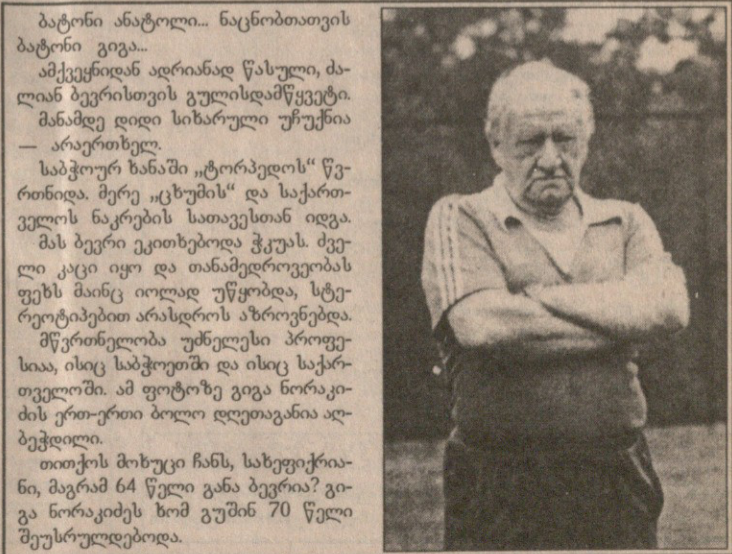 ბატონი ანატოლი... ნაცნობთათვის
ბატონი გიგა...
ამქვეყნიდან ადრიანად წასული, ძა-
ლიან ბევრისთვის გულისდამწყვეტი.
მანამდე დიდი სიხარული უჩუქნია
— არაერთხელ.
საბჭოურ ხანაში „ტორპედოს“ წვ-
რთნიდა. მერე „ცხუმის“ და საქართ-
ველოს ნაკრების სათავესთან იდგა.
მას ბევრი ეკითხებოდა ჭკუას. ძვე-
ლი კაცი იყო და თანამედროვეობას
ფეხს მაინც იოლად უწყობდა, სტე-
რეოტიპებით არასდროს აზროვნებდა.
მწვრთნელობა უძნელესი პროფე-
სიაა, ისიც საბჭოეთში და ისიც საქარ-
თველოში. ამ ფოტოზე გიგა ნორაკი-
ძის ერთ-ერთი ბოლო დღეთაგანია აღ-
ბეჭდილი.
თითქოს მოხუცი ჩანს, სახეფიქრია-
ნი, მაგრამ 64 წელი განა ბევრია? გი-
გა ნორაკიძეს ხომ გუშინ 70 წელი
შეუსრულდებოდა.